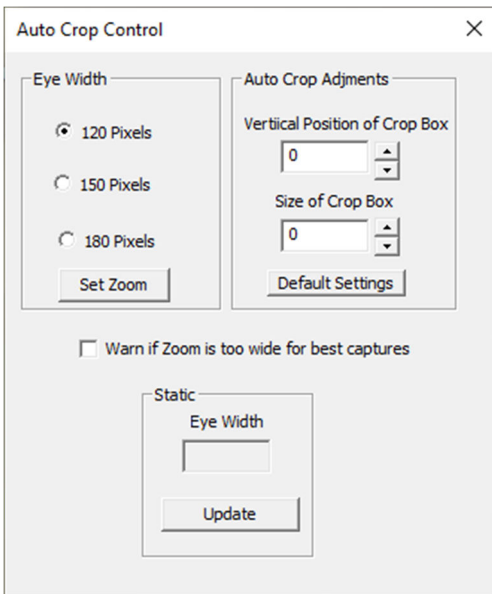 Auto Crop Control
Eye Width
120 Pixels
150 Pixels
180 Pixels
Set Zoom
Auto Crop Adjments
Vertiical Position of Crop Box
0
Size of Crop Box
0
Default Settings
Warn if Zoom is too wide for best captures
Static
Eye Width
Update